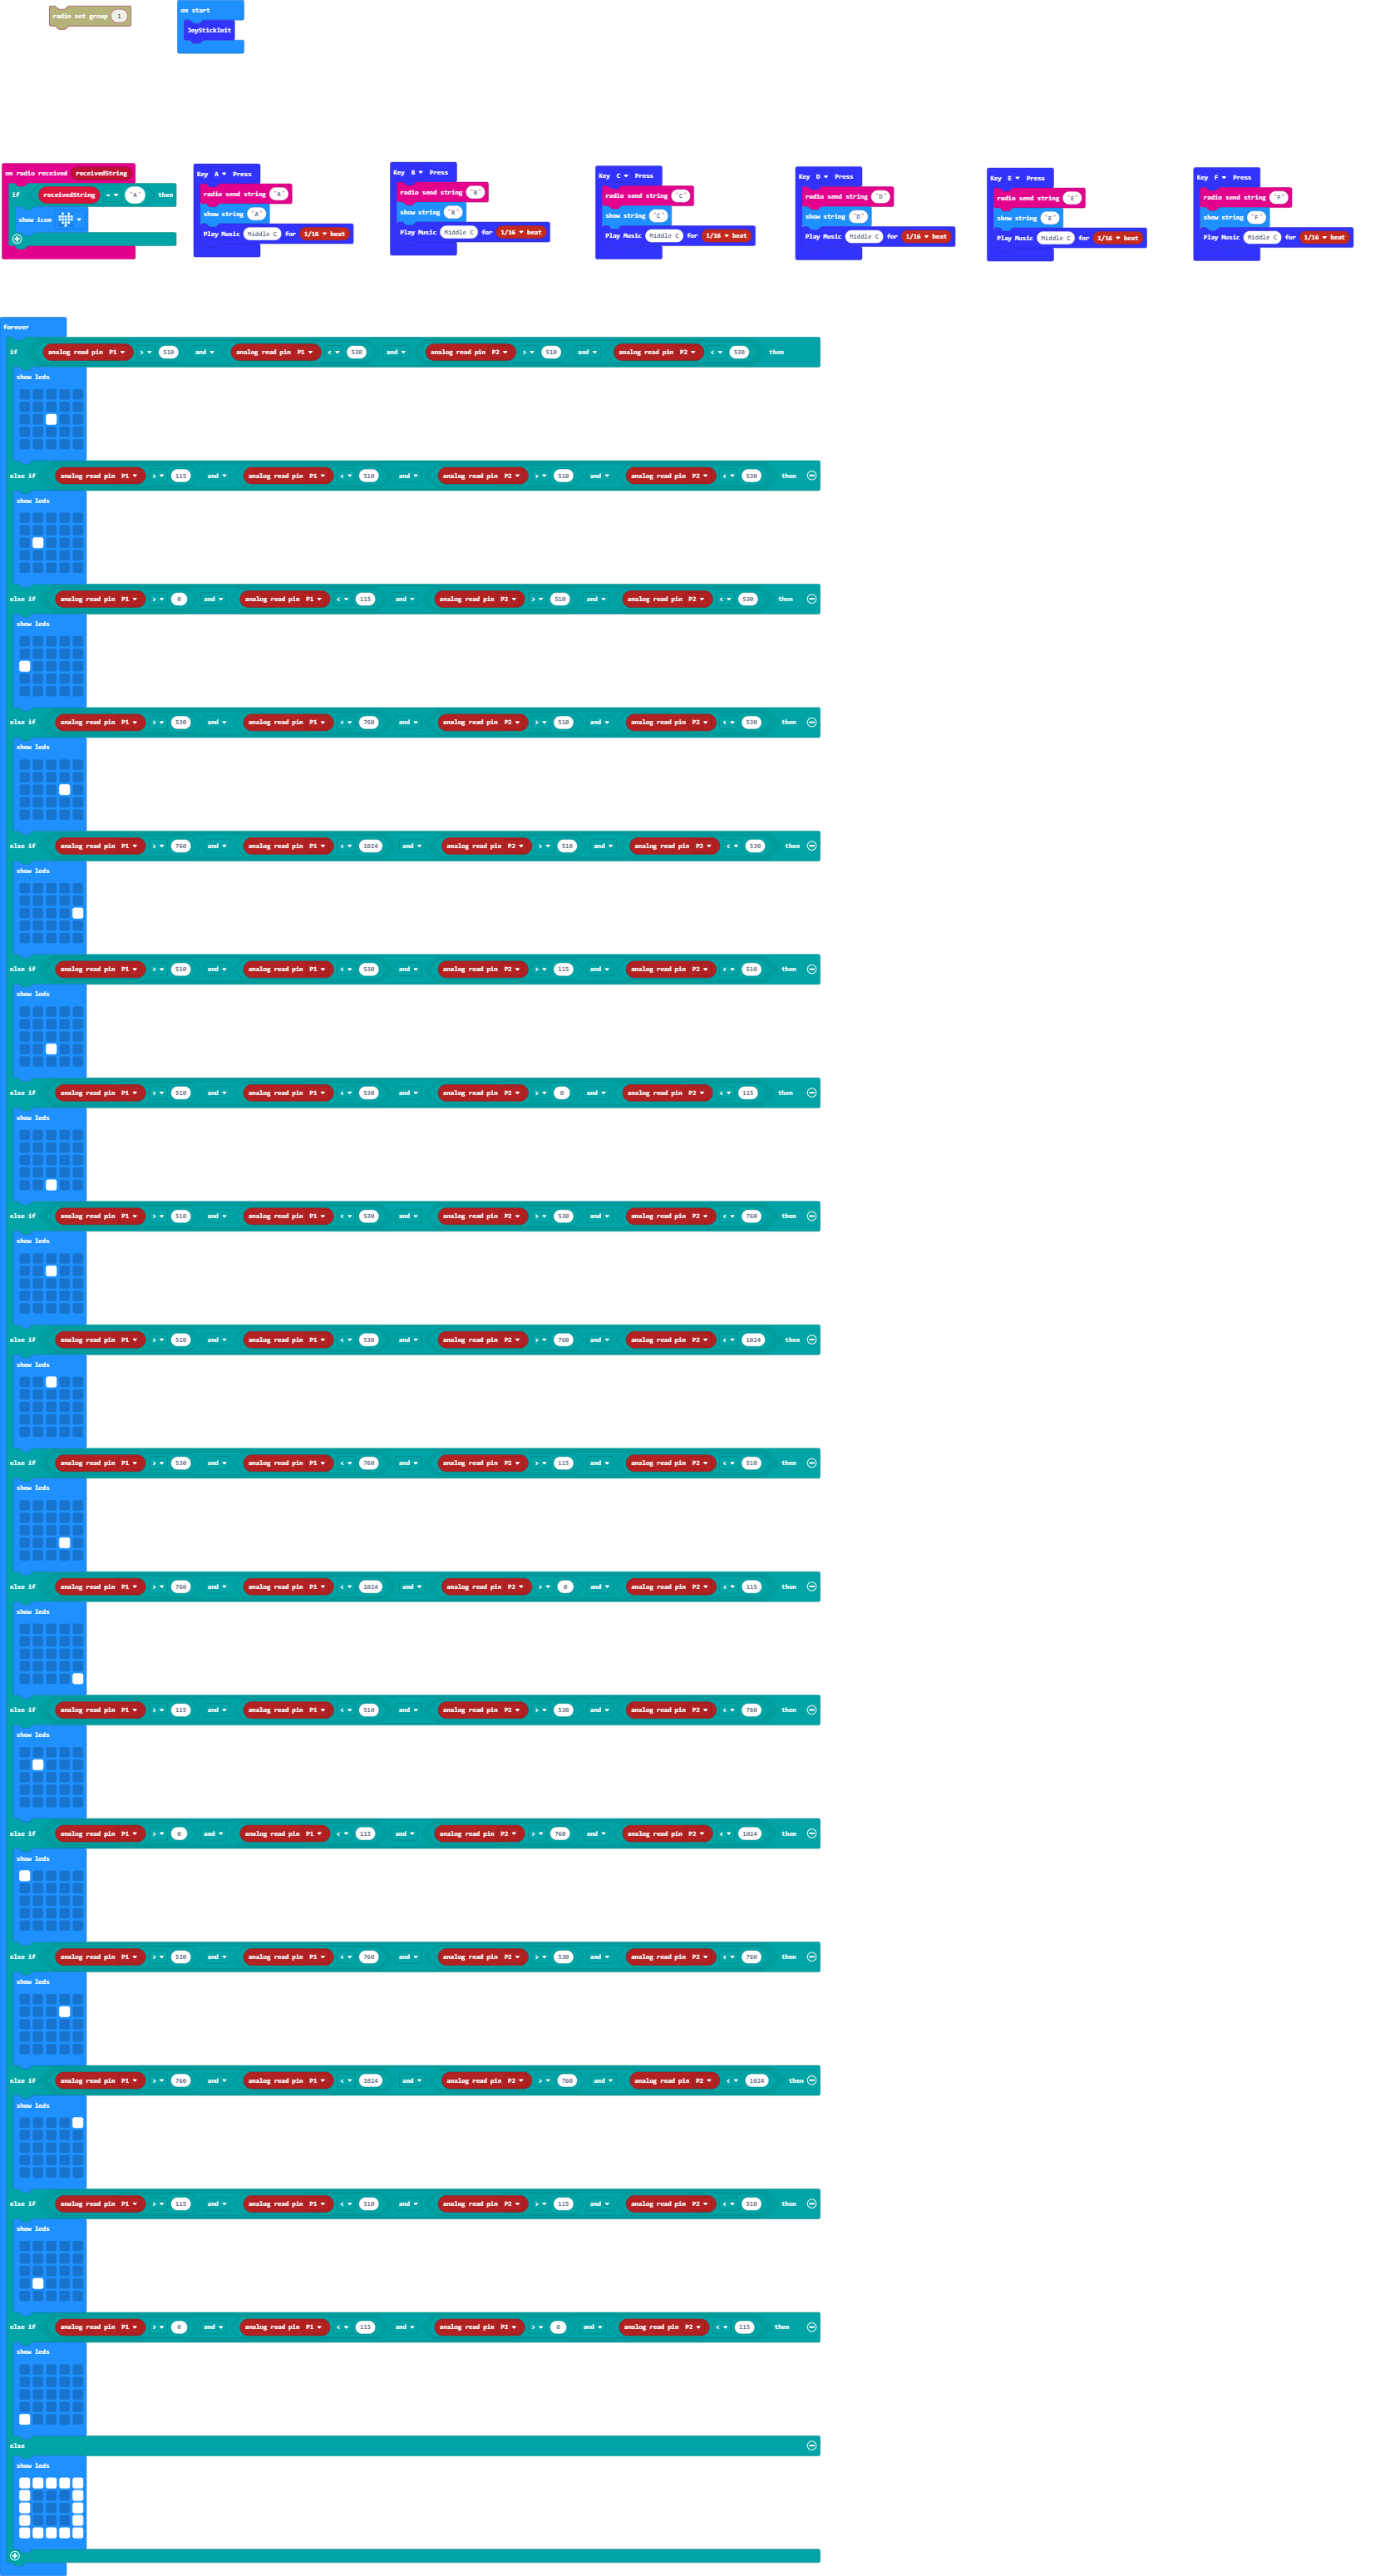 radio set group 1
on start
JoyStickInit
on radio received receivedString
if receivedString = "A" then
show icon
Key A Press
radio send string "A"
show string "A"
Play Music Middle C for 1/16 beat
Key B Press
radio send string "B"
show string "B"
Play Music Middle C for 1/16 beat
Key C Press
radio send string "C"
show string "C"
Play Music Middle C for 1/16 beat
Key D Press
radio send string "D"
show string "D"
Play Music Middle C for 1/16 beat
Key E Press
radio send string "E"
show string "E"
Play Music Middle C for 1/16 beat
Key F Press
radio send string "F"
show string "F"
Play Music Middle C for 1/16 beat
forever
if analog read pin P1 > 510 and analog read pin P1 < 530 and analog read pin P2 > 510 and analog read pin P2 < 530 then
show leds
else if analog read pin P1 > 115 and analog read pin P1 < 510 and analog read pin P2 > 510 and analog read pin P2 < 530 then
show leds
else if analog read pin P1 > 0 and analog read pin P1 < 115 and analog read pin P2 > 510 and analog read pin P2 < 530 then
show leds
else if analog read pin P1 > 530 and analog read pin P1 < 760 and analog read pin P2 > 510 and analog read pin P2 < 530 then
show leds
else if analog read pin P1 > 760 and analog read pin P1 < 1024 and analog read pin P2 > 510 and analog read pin P2 < 530 then
show leds
else if analog read pin P1 > 510 and analog read pin P1 < 530 and analog read pin P2 > 115 and analog read pin P2 < 510 then
show leds
else if analog read pin P1 > 510 and analog read pin P1 < 530 and analog read pin P2 > 0 and analog read pin P2 < 115 then
show leds
else if analog read pin P1 > 510 and analog read pin P1 < 530 and analog read pin P2 > 530 and analog read pin P2 < 760 then
show leds
else if analog read pin P1 > 510 and analog read pin P1 < 530 and analog read pin P2 > 760 and analog read pin P2 < 1024 then
show leds
else if analog read pin P1 > 530 and analog read pin P1 < 760 and analog read pin P2 > 115 and analog read pin P2 < 510 then
show leds
else if analog read pin P1 > 760 and analog read pin P1 < 1024 and analog read pin P2 > 0 and analog read pin P2 < 115 then
show leds
else if analog read pin P1 > 115 and analog read pin P1 < 510 and analog read pin P2 > 530 and analog read pin P2 < 760 then
show leds
else if analog read pin P1 > 0 and analog read pin P1 < 115 and analog read pin P2 > 760 and analog read pin P2 < 1024 then
show leds
else if analog read pin P1 > 530 and analog read pin P1 < 760 and analog read pin P2 > 530 and analog read pin P2 < 760 then
show leds
else if analog read pin P1 > 760 and analog read pin P1 < 1024 and analog read pin P2 > 760 and analog read pin P2 < 1024 then
show leds
else if analog read pin P1 > 115 and analog read pin P1 < 510 and analog read pin P2 > 115 and analog read pin P2 < 510 then
show leds
else if analog read pin P1 > 0 and analog read pin P1 < 115 and analog read pin P2 > 0 and analog read pin P2 < 115 then
show leds
else
show leds